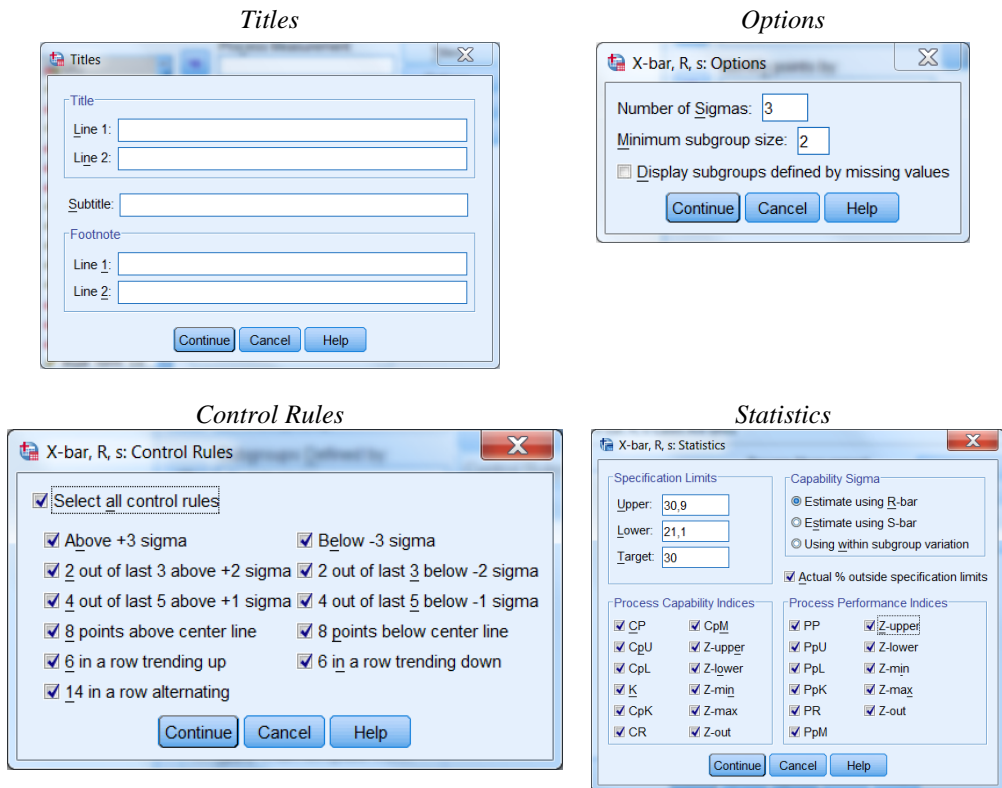 Titles
Titles
Title
Line 1:
Line 2:
Subtitle:
Footnote
Line 1:
Line 2:
Continue Cancel Help
Options
X-bar, R, s: Options
Number of Sigmas: 3
Minimum subgroup size: 2
Display subgroups defined by missing values
Continue Cancel Help
Control Rules
X-bar, R, s: Control Rules
Select all control rules
Above +3 sigma Below -3 sigma
2 out of last 3 above +2 sigma 2 out of last 3 below -2 sigma
4 out of last 5 above +1 sigma 4 out of last 5 below -1 sigma
8 points above center line 8 points below center line
6 in a row trending up 6 in a row trending down
14 in a row alternating
Continue Cancel Help
Statistics
X-bar, R, s: Statistics
Specification Limits
Upper: 30,9
Lower: 21,1
Target: 30
Capability Sigma
Estimate using R-bar
Estimate using S-bar
Using within subgroup variation
Actual % outside specification limits
Process Capability Indices
CP CpM
CpU Z-upper
CpL Z-lower
K Z-min
CpK Z-max
CR Z-out
Process Performance Indices
PP Z-upper
PpU Z-lower
PpL Z-min
PpK Z-max
PR Z-out
PpM
Continue Cancel Help